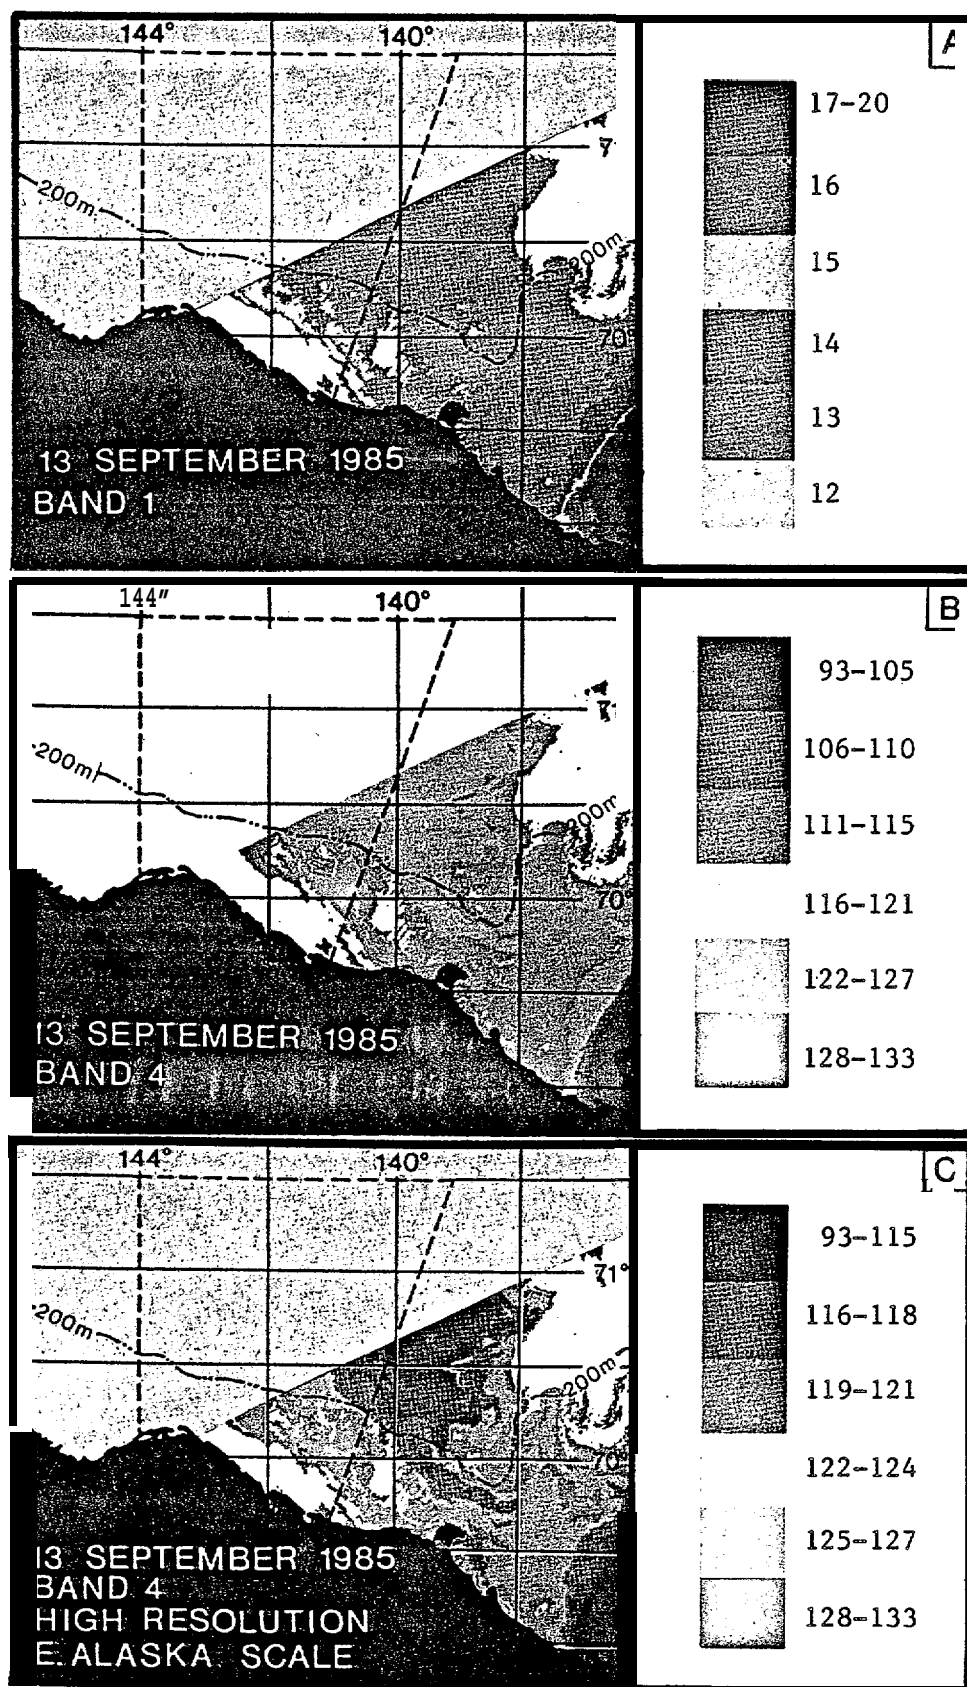 A
144° 140°
17-20
16
200m
7
15
200m
70°
14
13
13 SEPTEMBER 1985
BAND 1
12
B
144″ 140°
93-105
71
106-110
200m
200m
111-115
70°
116-121
122-127
13 SEPTEMBER 1985
BAND 4
128-133
C
144° 140°
93-115
71°
116-118
200m
200m
119-121
70°
122-124
125-127
13 SEPTEMBER 1985
BAND 4
HIGH RESOLUTION
E. ALASKA SCALE
128-133